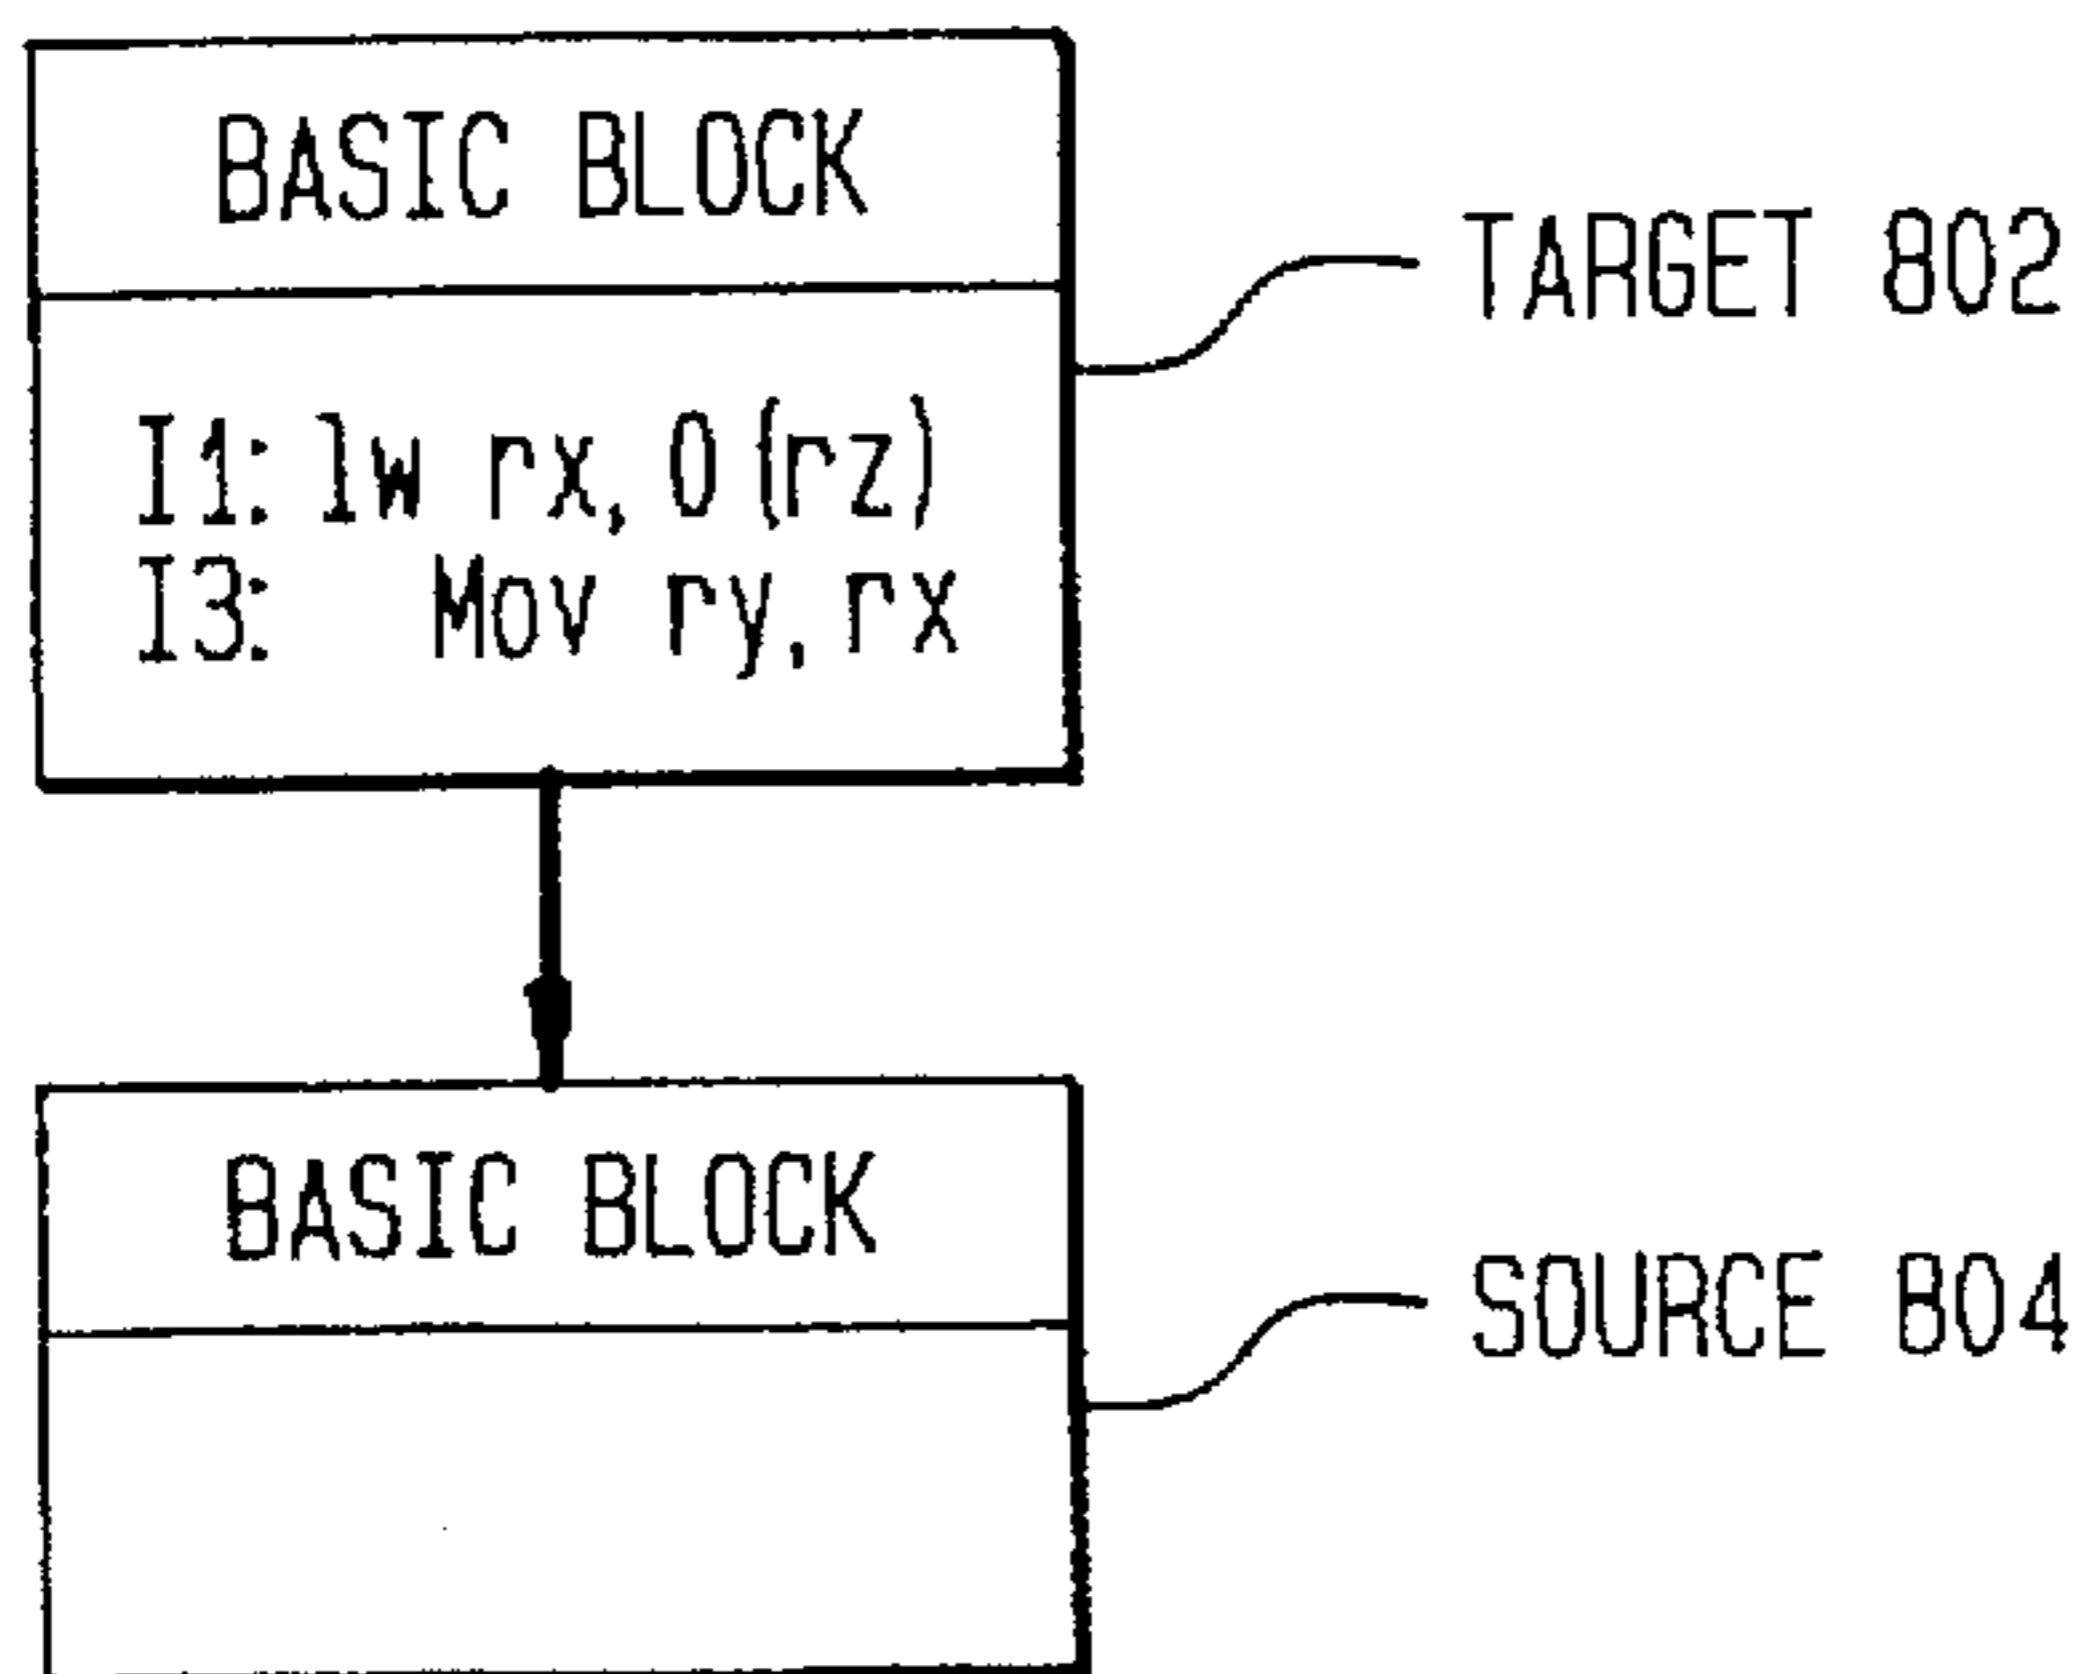 BASIC BLOCK
TARGET 802
I1: lw rx, 0 (rz)
I3: Mov ry, rx
BASIC BLOCK
SOURCE 804